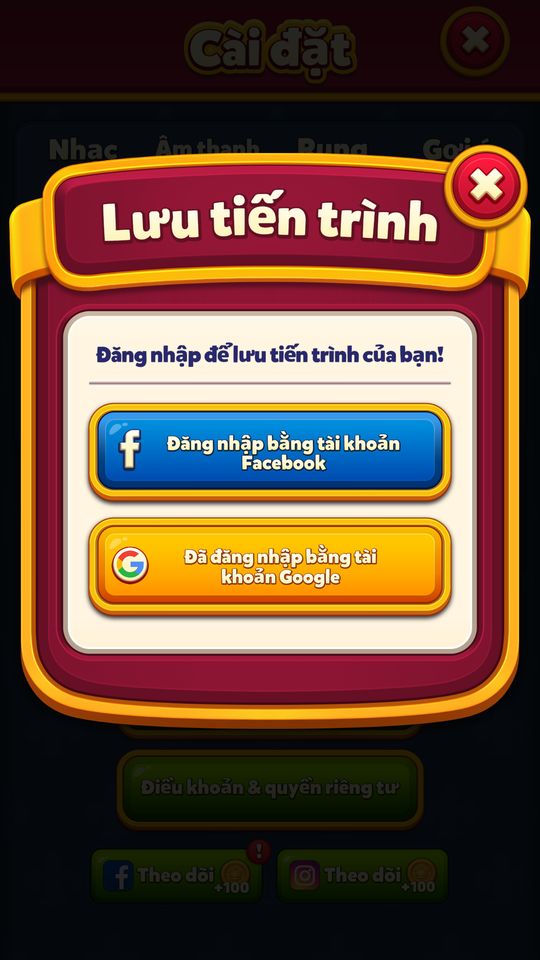 Cài đặt
Nhạc Âm thanh Rung Gợi ý
Lưu tiến trình
Đăng nhập để lưu tiến trình của bạn!
Đăng nhập bằng tài khoản
Facebook
Đã đăng nhập bằng tài
khoản Google
Điều khoản & quyền riêng tư
Theo dõi +100 ! Theo dõi +100